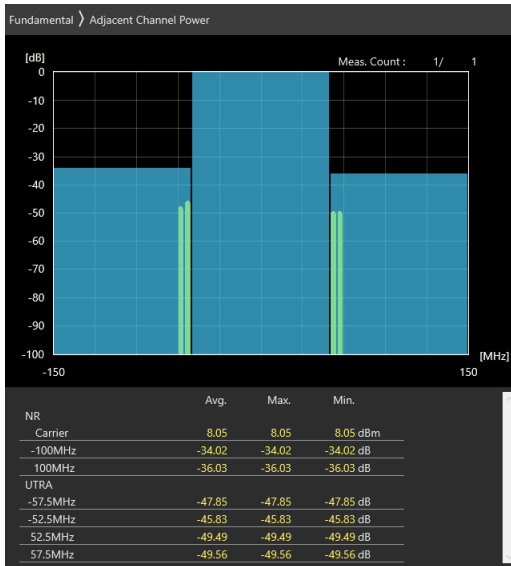 Fundamental 〉 Adjacent Channel Power
[dB]
Meas. Count : 1/ 1
0
-10
-20
-30
-40
-50
-60
-70
-80
-90
-100
[MHz]
-150 150
Avg. Max. Min.
NR
Carrier 8.05 8.05 8.05 dBm
-100MHz -34.02 -34.02 -34.02 dB
100MHz -36.03 -36.03 -36.03 dB
UTRA
-57.5MHz -47.85 -47.85 -47.85 dB
-52.5MHz -45.83 -45.83 -45.83 dB
52.5MHz -49.49 -49.49 -49.49 dB
57.5MHz -49.56 -49.56 -49.56 dB